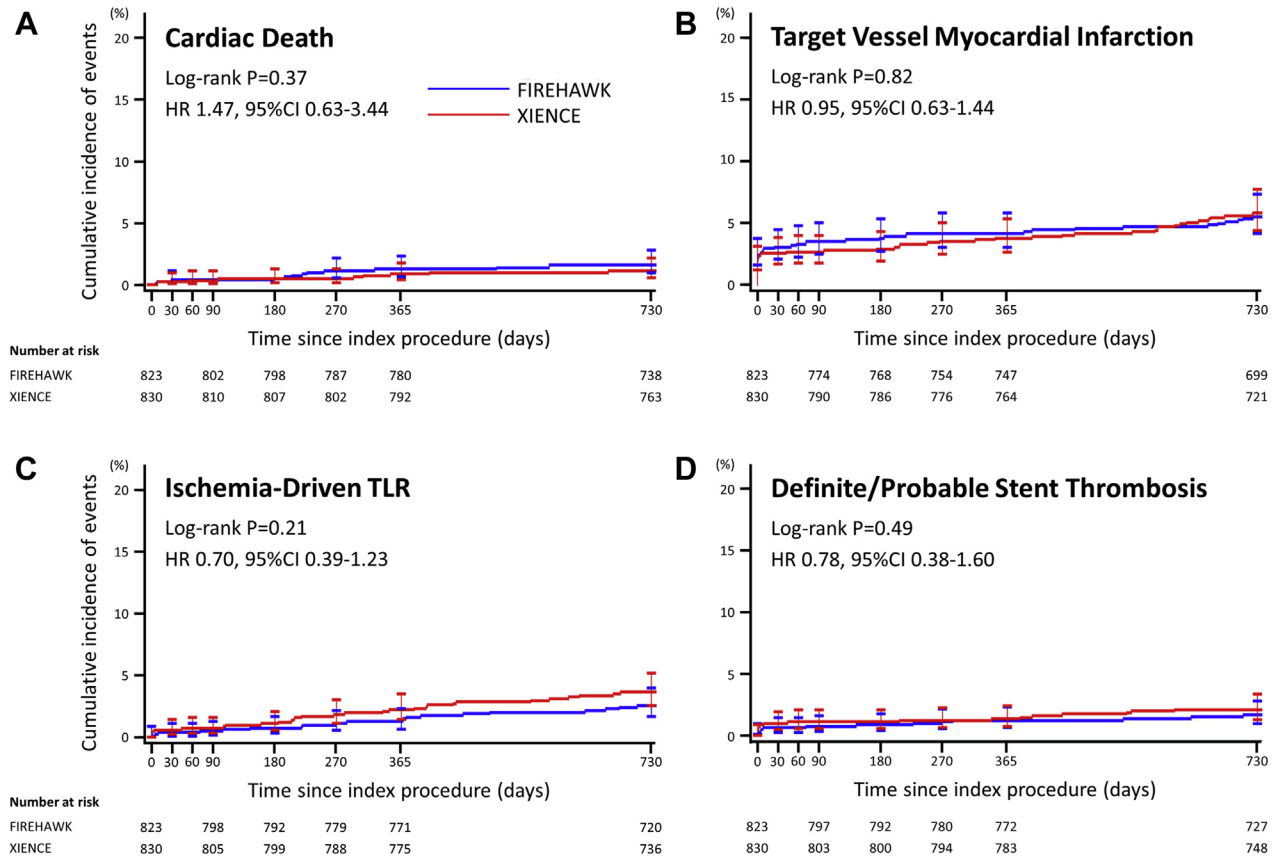 A
(%)
Cardiac Death
Log-rank P=0.37
HR 1.47, 95%CI 0.63-3.44
FIREHAWK
XIENCE
Cumulative incidence of events
20
15
10
5
0
0 30 60 90 180 270 365 730
Time since index procedure (days)
Number at risk
FIREHAWK 823 802 798 787 780 738
XIENCE 830 810 807 802 792 763
B
(%)
Target Vessel Myocardial Infarction
Log-rank P=0.82
HR 0.95, 95%CI 0.63-1.44
20
15
10
5
0
0 30 60 90 180 270 365 730
Time since index procedure (days)
823 774 768 754 747 699
830 790 786 776 764 721
C
(%)
Ischemia-Driven TLR
Log-rank P=0.21
HR 0.70, 95%CI 0.39-1.23
Cumulative incidence of events
20
15
10
5
0
0 30 60 90 180 270 365 730
Time since index procedure (days)
Number at risk
FIREHAWK 823 798 792 779 771 720
XIENCE 830 805 799 788 775 736
D
(%)
Definite/Probable Stent Thrombosis
Log-rank P=0.49
HR 0.78, 95%CI 0.38-1.60
20
15
10
5
0
0 30 60 90 180 270 365 730
Time since index procedure (days)
823 797 792 780 772 727
830 803 800 794 783 748